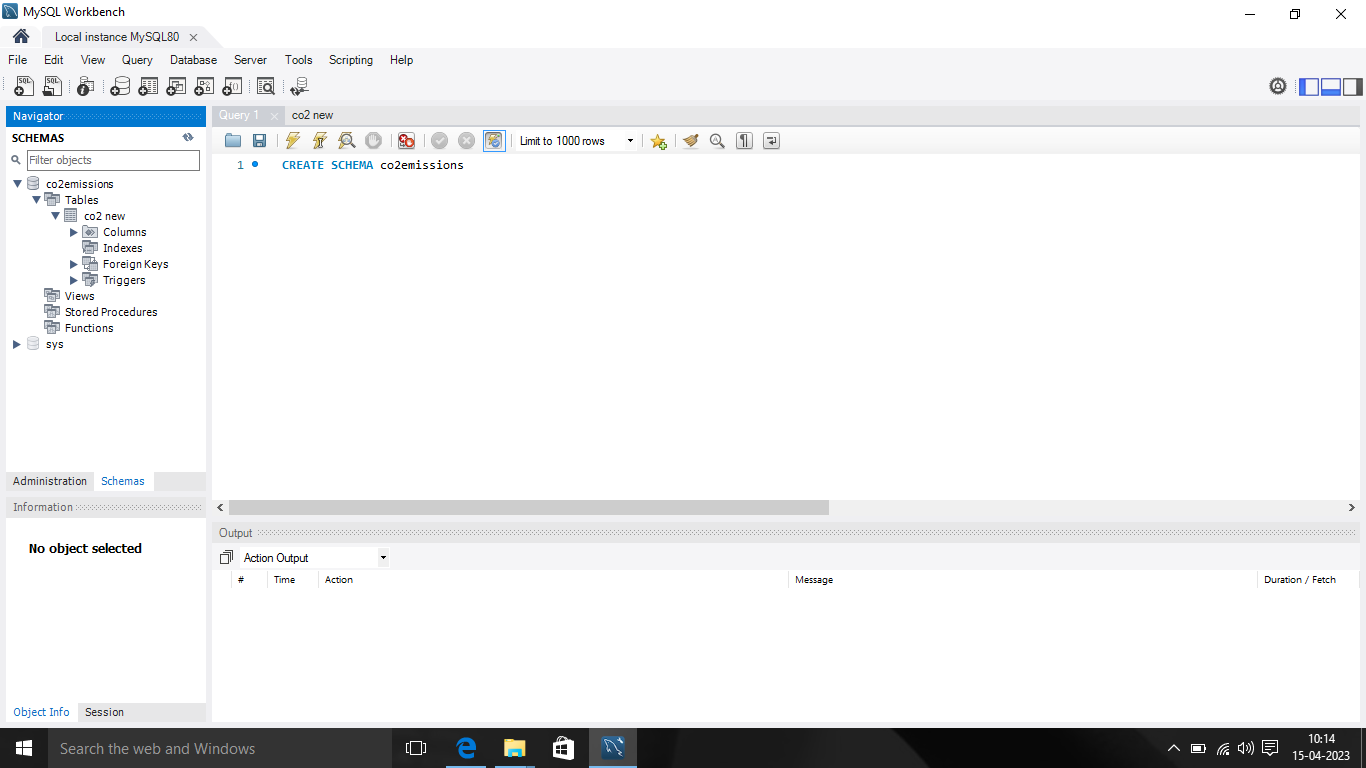 MySQL Workbench
Local instance MySQL80
File Edit View Query Database Server Tools Scripting Help
Navigator
SCHEMAS
Filter objects
co2emissions
Tables
co2 new
Columns
Indexes
Foreign Keys
Triggers
Views
Stored Procedures
Functions
sys
Administration Schemas
Information
No object selected
Object Info Session
Query 1 co2 new
Limit to 1000 rows
1 CREATE SCHEMA co2emissions
Output
Action Output
# Time Action Message Duration / Fetch
Search the web and Windows
10:14
15-04-2023